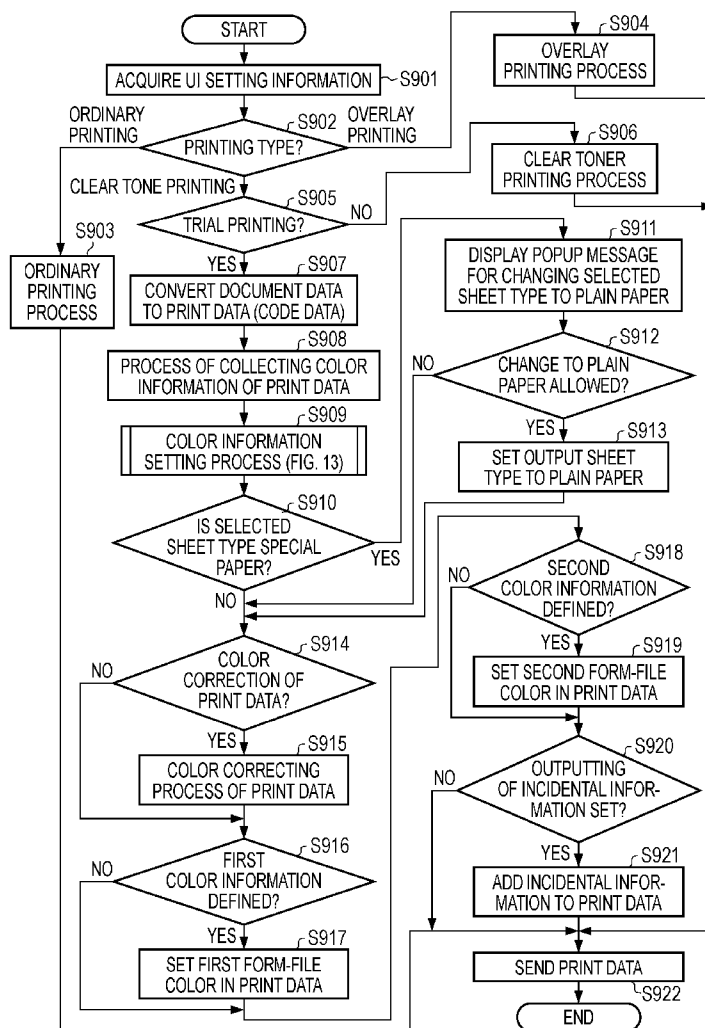 START
S901
ACQUIRE UI SETTING INFORMATION
S902
PRINTING TYPE?
ORDINARY
PRINTING
OVERLAY
PRINTING
CLEAR TONE PRINTING
S903
ORDINARY
PRINTING
PROCESS
S904
OVERLAY
PRINTING PROCESS
S905
TRIAL PRINTING?
NO
YES
S906
CLEAR TONER
PRINTING PROCESS
S907
CONVERT DOCUMENT DATA
TO PRINT DATA (CODE DATA)
S908
PROCESS OF COLLECTING COLOR
INFORMATION OF PRINT DATA
S909
COLOR INFORMATION
SETTING PROCESS (FIG. 13)
S910
IS SELECTED
SHEET TYPE SPECIAL
PAPER?
YES
NO
S911
DISPLAY POPUP MESSAGE
FOR CHANGING SELECTED
SHEET TYPE TO PLAIN PAPER
S912
CHANGE TO PLAIN
PAPER ALLOWED?
NO
YES
S913
SET OUTPUT SHEET
TYPE TO PLAIN PAPER
S914
COLOR
CORRECTION OF
PRINT DATA?
NO
YES
S915
COLOR CORRECTING
PROCESS OF PRINT DATA
S916
FIRST
COLOR INFORMATION
DEFINED?
NO
YES
S917
SET FIRST FORM-FILE
COLOR IN PRINT DATA
S918
SECOND
COLOR INFORMATION
DEFINED?
NO
YES
S919
SET SECOND FORM-FILE
COLOR IN PRINT DATA
S920
OUTPUTTING
OF INCIDENTAL INFOR-
MATION SET?
NO
YES
S921
ADD INCIDENTAL INFOR-
MATION TO PRINT DATA
SEND PRINT DATA
S922
END